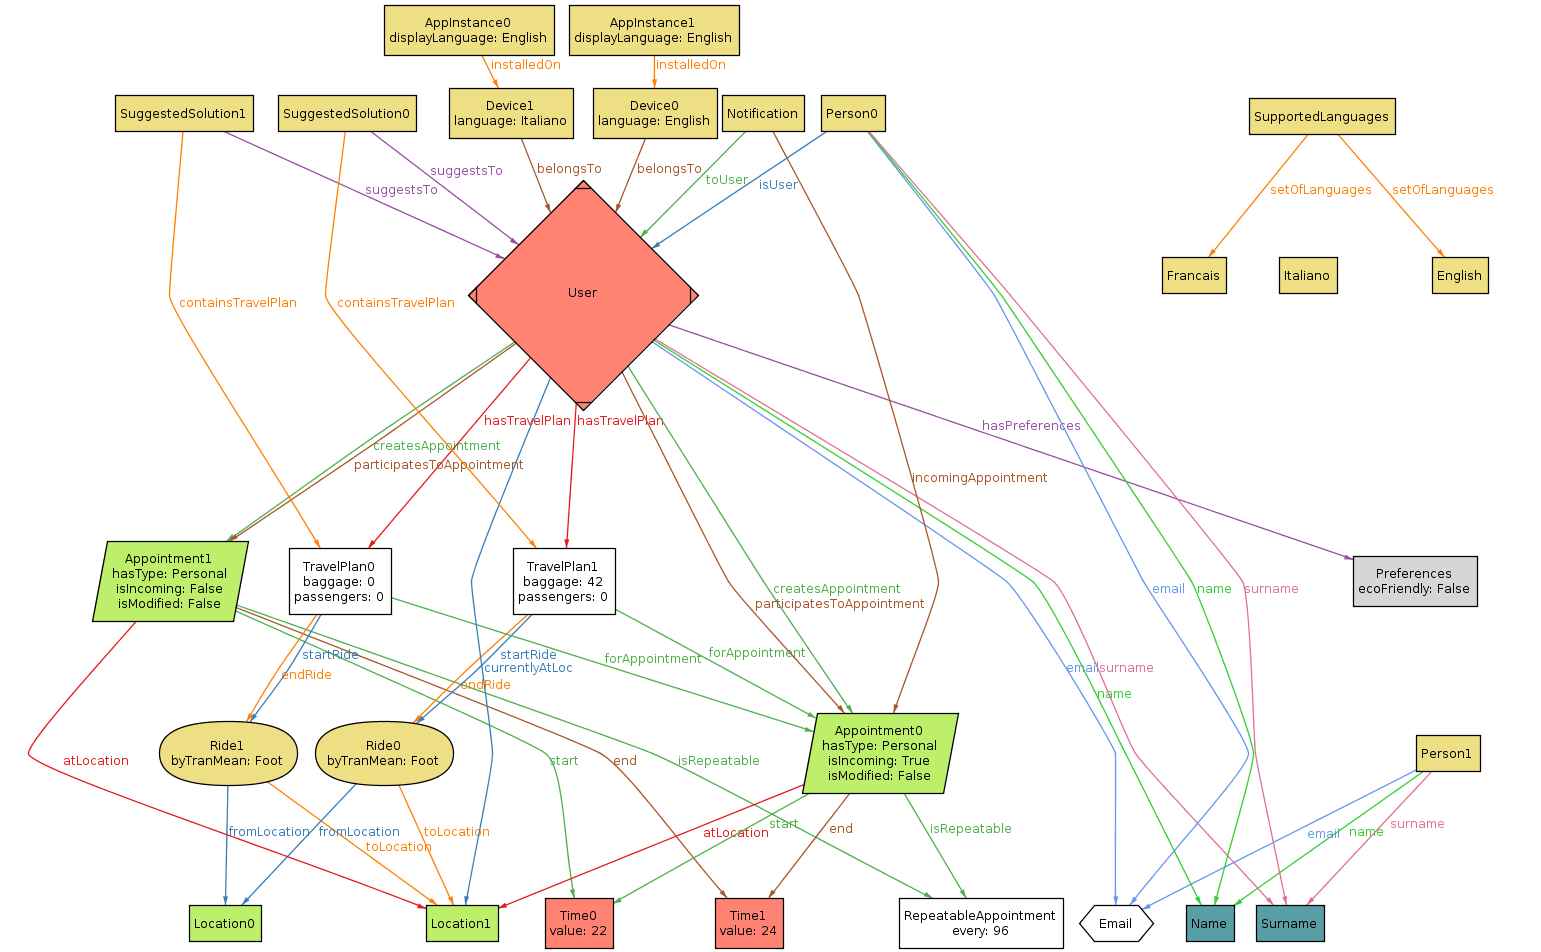 AppInstance0
displayLanguage: English
AppInstance1
displayLanguage: English
installedOn
installedOn
SuggestedSolution1
SuggestedSolution0
Device1
language: Italiano
Device0
language: English
Notification
Person0
SupportedLanguages
belongsTo
belongsTo
suggestsTo
suggestsTo
toUser
isUser
setOfLanguages
setOfLanguages
Francais
Italiano
English
containsTravelPlan
containsTravelPlan
User
hasTravelPlan
hasTravelPlan
hasPreferences
createsAppointment
participatesToAppointment
incomingAppointment
Appointment1
hasType: Personal
isIncoming: False
isModified: False
TravelPlan0
baggage: 0
passengers: 0
TravelPlan1
baggage: 42
passengers: 0
createsAppointment
participatesToAppointment
email
name
surname
Preferences
ecoFriendly: False
startRide
endRide
startRide
currentlyAtLoc
endRide
forAppointment
forAppointment
email
surname
name
Ride1
byTranMean: Foot
Ride0
byTranMean: Foot
Appointment0
hasType: Personal
isIncoming: True
isModified: False
Person1
atLocation
start
end
isRepeatable
fromLocation
fromLocation
toLocation
toLocation
atLocation
start
end
isRepeatable
email
name
surname
Location0
Location1
Time0
value: 22
Time1
value: 24
RepeatableAppointment
every: 96
Email
Name
Surname